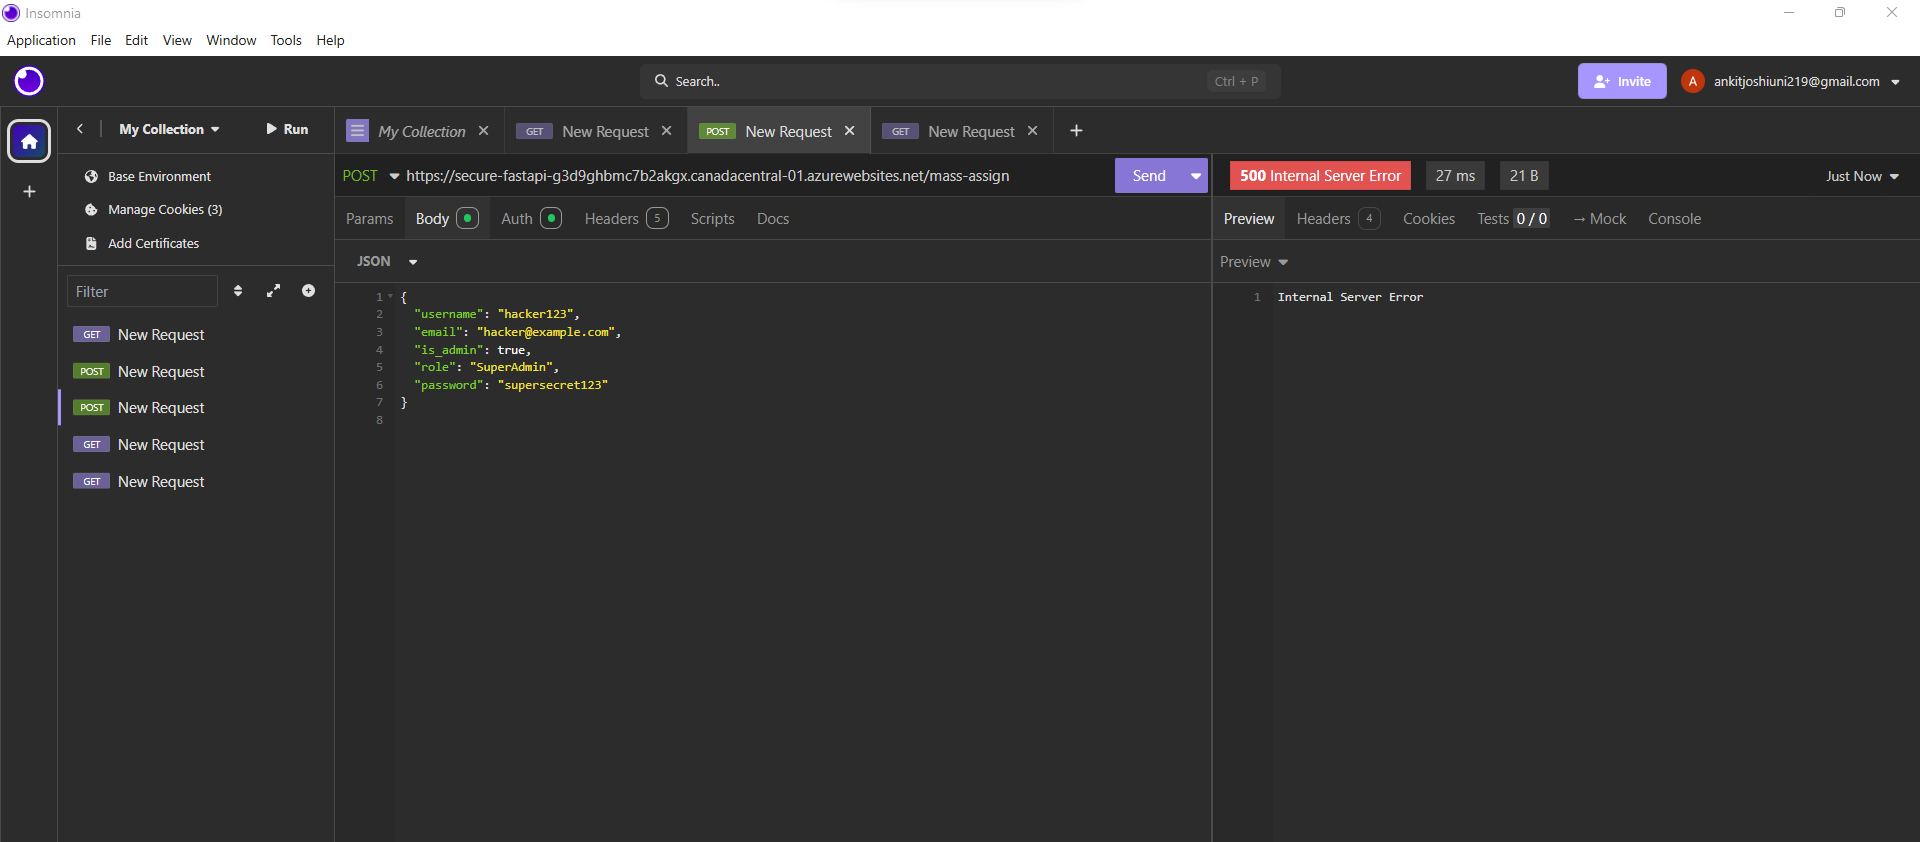 Insomnia
Application File Edit View Window Tools Help
Search.. Ctrl + P
Invite
A ankitjoshiuni219@gmail.com
My Collection
Run
Base Environment
Manage Cookies (3)
Add Certificates
Filter
GET New Request
POST New Request
POST New Request
GET New Request
GET New Request
My Collection
GET New Request
POST New Request
GET New Request
POST https://secure-fastapi-g3d9ghbmc7b2akgx.canadacentral-01.azurewebsites.net/mass-assign
Send
Params Body Auth Headers 5 Scripts Docs
JSON
1 {
2 "username": "hacker123",
3 "email": "hacker@example.com",
4 "is_admin": true,
5 "role": "SuperAdmin",
6 "password": "supersecret123"
7 }
8
500 Internal Server Error 27 ms 21 B Just Now
Preview Headers 4 Cookies Tests 0 / 0 → Mock Console
Preview
1 Internal Server Error